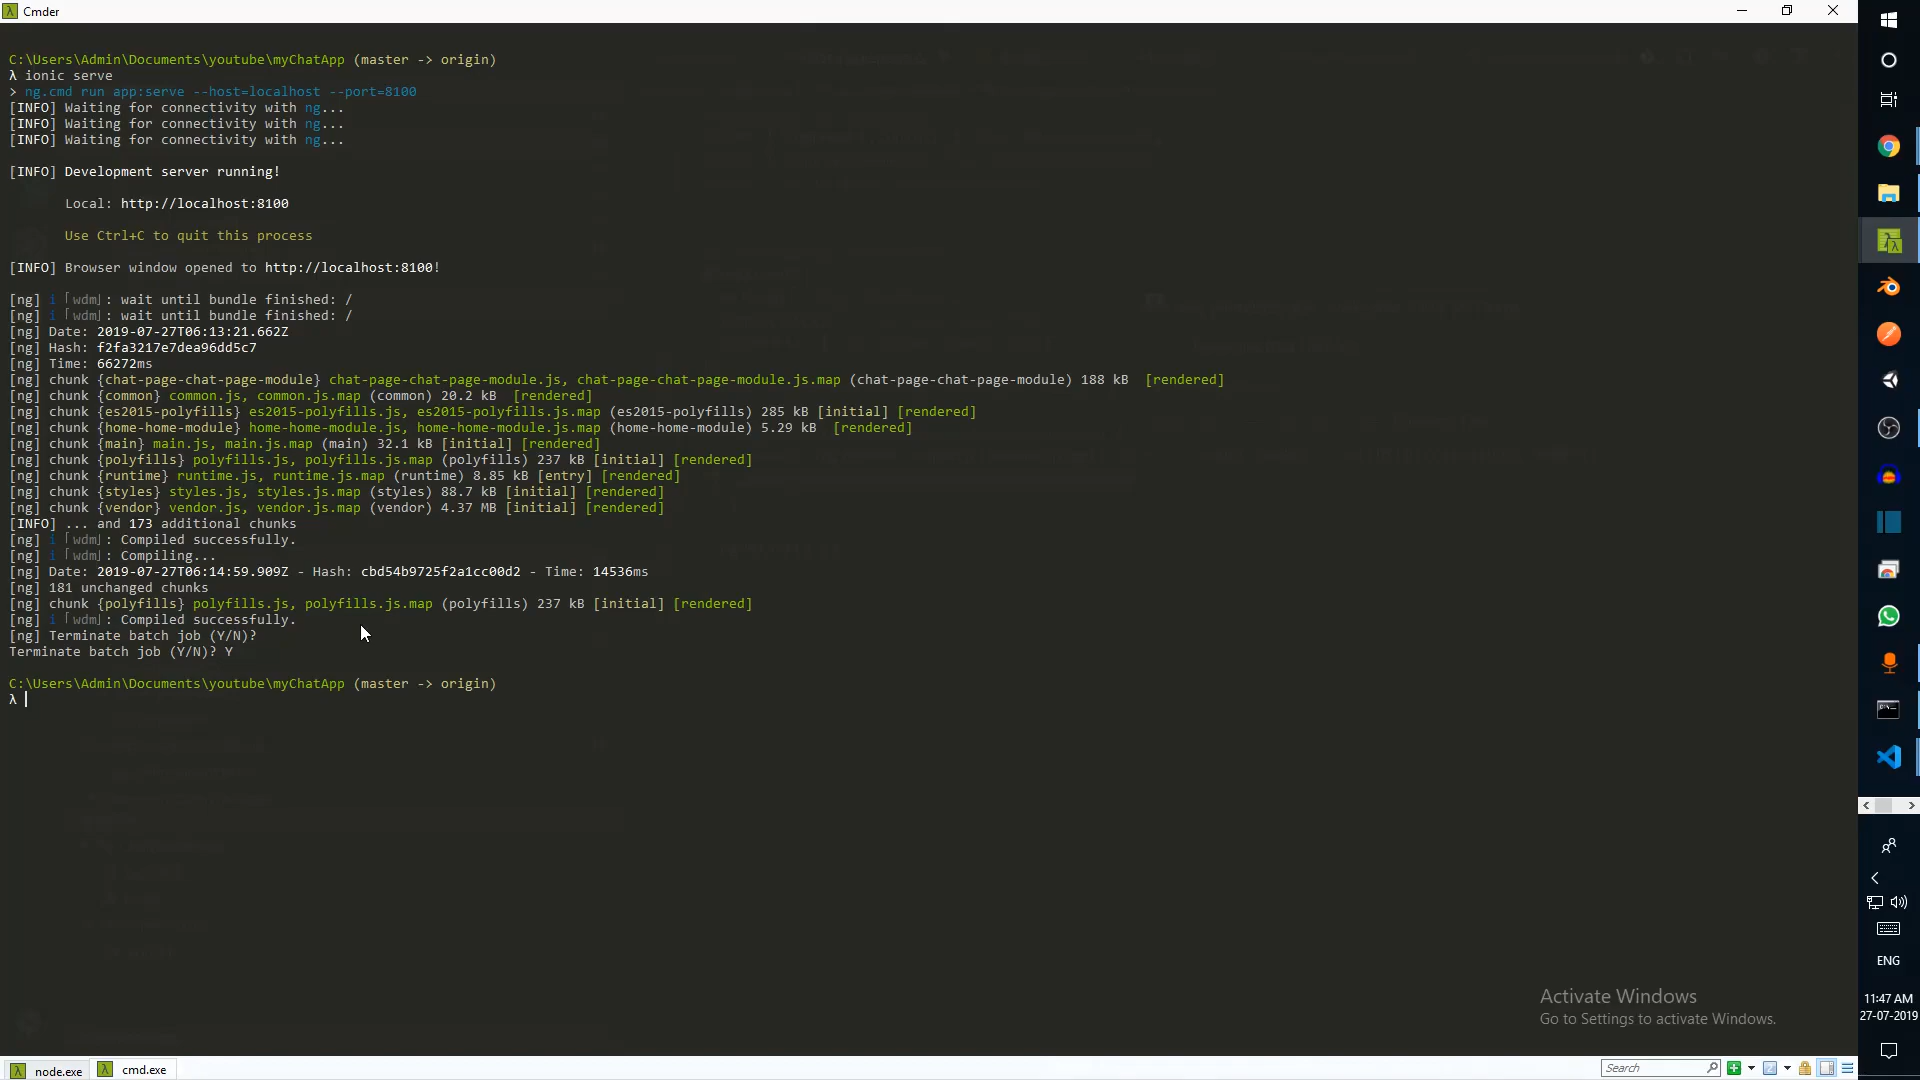 Cmder
C:\Users\Admin\Documents\youtube\myChatApp (master -> origin)
λ ionic serve
> ng.cmd run app:serve --host=localhost --port=8100
[INFO] Waiting for connectivity with ng...
[INFO] Waiting for connectivity with ng...
[INFO] Waiting for connectivity with ng...
[INFO] Development server running!
Local: http://localhost:8100
Use Ctrl+C to quit this process
[INFO] Browser window opened to http://localhost:8100!
[ng] i ｢wdm｣: wait until bundle finished: /
[ng] i ｢wdm｣: wait until bundle finished: /
[ng] Date: 2019-07-27T06:13:21.662Z
[ng] Hash: f2fa3217e7dea96dd5c7
[ng] Time: 66272ms
[ng] chunk {chat-page-chat-page-module} chat-page-chat-page-module.js, chat-page-chat-page-module.js.map (chat-page-chat-page-module) 188 kB [rendered]
[ng] chunk {common} common.js, common.js.map (common) 20.2 kB [rendered]
[ng] chunk {es2015-polyfills} es2015-polyfills.js, es2015-polyfills.js.map (es2015-polyfills) 285 kB [initial] [rendered]
[ng] chunk {home-home-module} home-home-module.js, home-home-module.js.map (home-home-module) 5.29 kB [rendered]
[ng] chunk {main} main.js, main.js.map (main) 32.1 kB [initial] [rendered]
[ng] chunk {polyfills} polyfills.js, polyfills.js.map (polyfills) 237 kB [initial] [rendered]
[ng] chunk {runtime} runtime.js, runtime.js.map (runtime) 8.85 kB [entry] [rendered]
[ng] chunk {styles} styles.js, styles.js.map (styles) 88.7 kB [initial] [rendered]
[ng] chunk {vendor} vendor.js, vendor.js.map (vendor) 4.37 MB [initial] [rendered]
[INFO] ... and 173 additional chunks
[ng] i ｢wdm｣: Compiled successfully.
[ng] i ｢wdm｣: Compiling...
[ng] Date: 2019-07-27T06:14:59.909Z - Hash: cbd54b9725f2a1cc00d2 - Time: 14536ms
[ng] 181 unchanged chunks
[ng] chunk {polyfills} polyfills.js, polyfills.js.map (polyfills) 237 kB [initial] [rendered]
[ng] i ｢wdm｣: Compiled successfully.
[ng] Terminate batch job (Y/N)?
Terminate batch job (Y/N)? Y
C:\Users\Admin\Documents\youtube\myChatApp (master -> origin)
λ
Activate Windows
Go to Settings to activate Windows.
node.exe
cmd.exe
Search
ENG
11:47 AM
27-07-2019